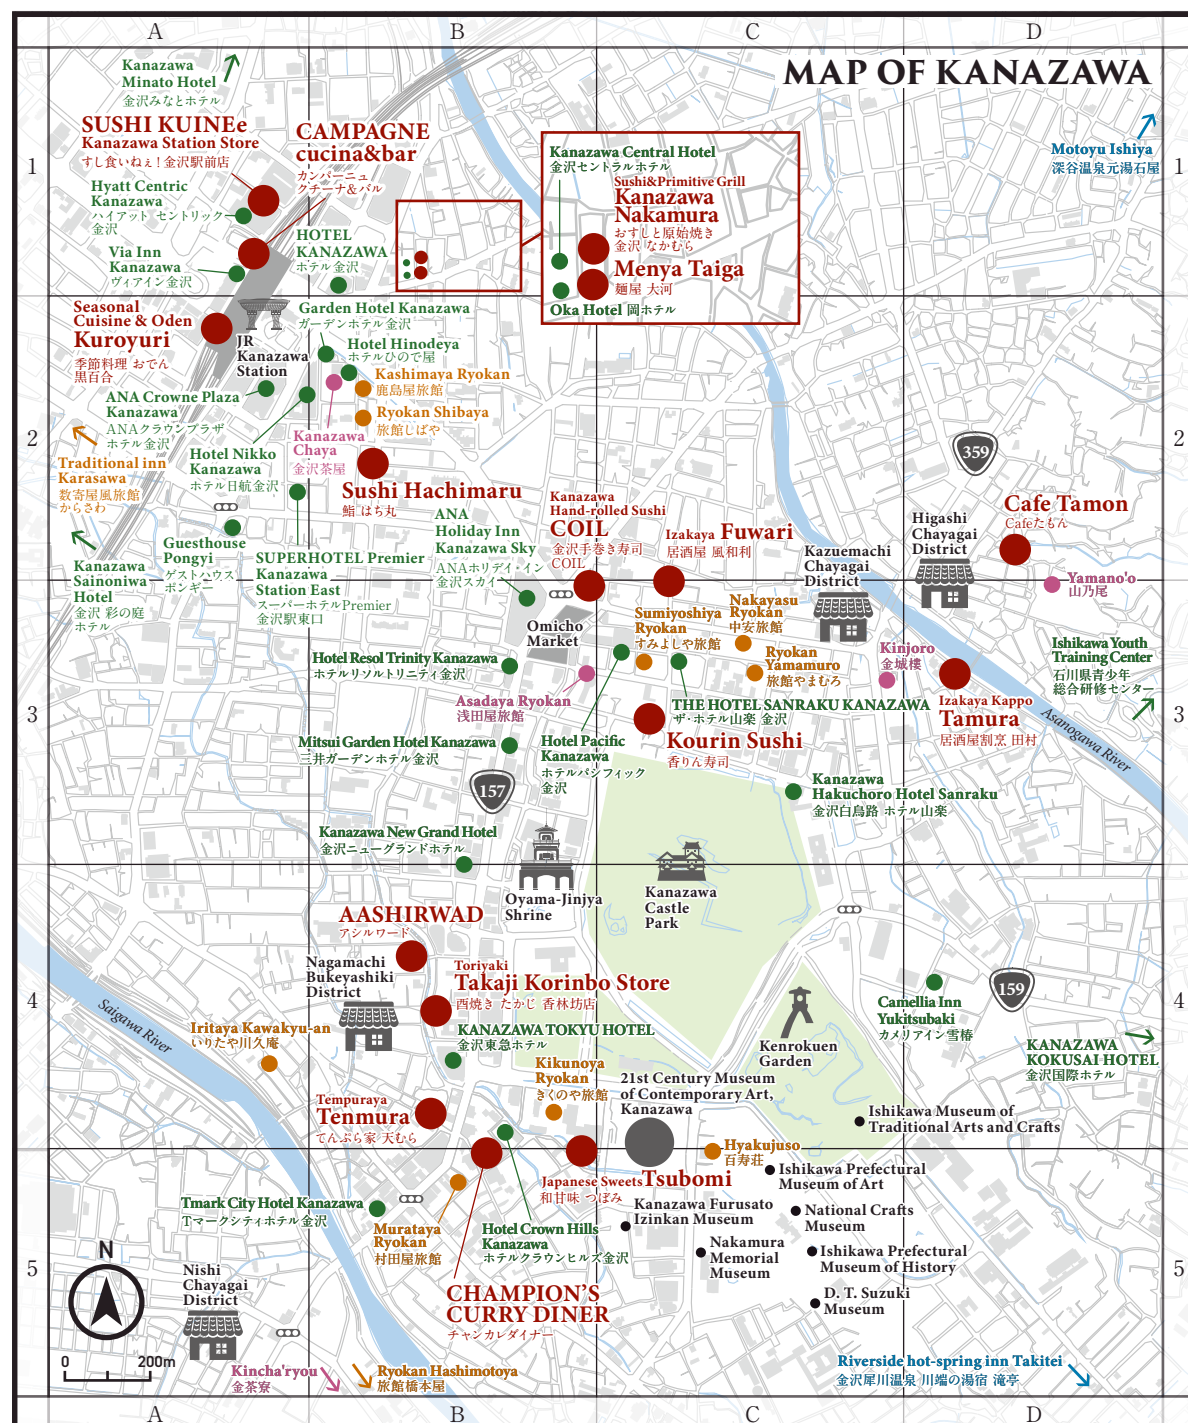 A
B
C
D
MAP OF KANAZAWA
1
1
Kanazawa
Minato Hotel
金沢みなとホテル
SUSHI KUINEe
Kanazawa Station Store
すし食いねぇ！金沢駅前店
CAMPAGNE
cucina&bar
カンパーニュ
クチーナ&バル
Hyatt Centric
Kanazawa
ハイアット セントリック
金沢
Via Inn
Kanazawa
ヴィアイン金沢
HOTEL
KANAZAWA
ホテル金沢
Kanazawa Central Hotel
金沢セントラルホテル
Sushi&Primitive Grill
Kanazawa
Nakamura
おすしと原始焼き
金沢 なかむら
Menya Taiga
麺屋 大河
Oka Hotel 岡ホテル
Motoyu Ishiya
深谷温泉元湯石屋
2
2
Seasonal
Cuisine & Oden
Kuroyuri
季節料理 おでん
黒百合
JR
Kanazawa
Station
Garden Hotel Kanazawa
ガーデンホテル金沢
Hotel Hinodeya
ホテルひので屋
Kashimaya Ryokan
鹿島屋旅館
Ryokan Shibaya
旅館しばや
ANA Crowne Plaza
Kanazawa
ANAクラウンプラザ
ホテル金沢
Kanazawa
Chaya
金沢茶屋
Hotel Nikko
Kanazawa
ホテル日航金沢
Traditional inn
Karasawa
数寄屋風旅館
からさわ
Sushi Hachimaru
鮨 はち丸
359
Cafe Tamon
Cafeたもん
Higashi
Chayagai
District
Kanazawa
Hand-rolled Sushi
COIL
金沢手巻き寿司
COIL
Izakaya Fuwari
居酒屋 風和利
ANA
Holiday Inn
Kanazawa Sky
ANAホリデイ・イン
金沢スカイ
Kazuemachi
Chayagai
District
Guesthouse
Pongyi
ゲストハウス
ポンギー
Kanazawa
Sainoniwa
Hotel
金沢 彩の庭
ホテル
SUPERHOTEL Premier
Kanazawa
Station East
スーパーホテルPremier
金沢駅東口
Yamano'o
山乃尾
3
3
Omicho
Market
Sumiyoshiya
Ryokan
すみよしや旅館
Nakayasu
Ryokan
中安旅館
Ryokan
Yamamuro
旅館やまむろ
Kinjoro
金城樓
Ishikawa Youth
Training Center
石川県青少年
総合研修センター
Hotel Resol Trinity Kanazawa
ホテルリソルトリニティ金沢
Asadaya Ryokan
浅田屋旅館
THE HOTEL SANRAKU KANAZAWA
ザ・ホテル山楽 金沢
Izakaya Kappo
Tamura
居酒屋割烹 田村
Asanogawa River
Kourin Sushi
香りん寿司
Mitsui Garden Hotel Kanazawa
三井ガーデンホテル金沢
Hotel Pacific
Kanazawa
ホテルパシフィック
金沢
157
Kanazawa
Hakuchoro Hotel Sanraku
金沢白鳥路 ホテル山楽
Kanazawa New Grand Hotel
金沢ニューグランドホテル
Oyama-Jinjya
Shrine
Kanazawa
Castle
Park
4
4
AASHIRWAD
アシルワード
Nagamachi
Bukeyashiki
District
Toriyaki
Takaji Korinbo Store
酉焼き たかじ 香林坊店
KANAZAWA TOKYU HOTEL
金沢東急ホテル
Saigawa River
Iritaya Kawakyu-an
いりたや川久庵
Kikunoya
Ryokan
きくのや旅館
Kenrokuen
Garden
159
Camellia Inn
Yukitsubaki
カメリアイン雪椿
KANAZAWA
KOKUSAI HOTEL
金沢国際ホテル
21st Century Museum
of Contemporary Art,
Kanazawa
Ishikawa Museum of
Traditional Arts and Crafts
Tempuraya
Tenmura
てんぷら家 天むら
Hyakujuso
百寿荘
Japanese Sweets Tsubomi
和甘味 つぼみ
Ishikawa Prefectural
Museum of Art
5
5
Tmark City Hotel Kanazawa
Tマークシティホテル金沢
Murataya
Ryokan
村田屋旅館
Hotel Crown Hills
Kanazawa
ホテルクラウンヒルズ金沢
Kanazawa Furusato
Izinkan Museum
National Crafts
Museum
Nakamura
Memorial
Museum
Ishikawa Prefectural
Museum of History
D. T. Suzuki
Museum
N
0
200m
Nishi
Chayagai
District
CHAMPION'S
CURRY DINER
チャンカレダイナー
Kincha'ryou
金茶寮
Ryokan Hashimotoya
旅館橋本屋
Riverside hot-spring inn Takitei
金沢犀川温泉 川端の湯宿 滝亭
A
B
C
D